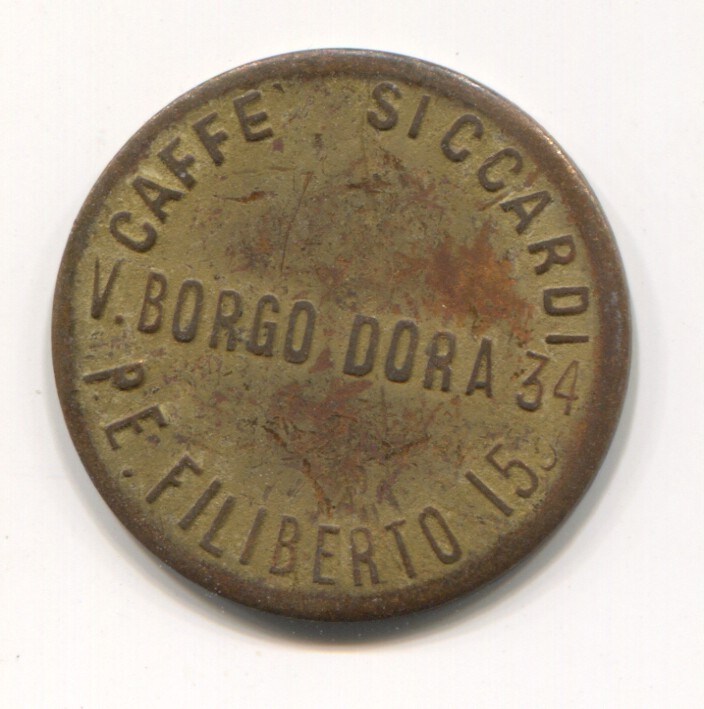 CAFFE' SICCARDI
V. BORGO DORA 34
P.E. FILIBERTO 15